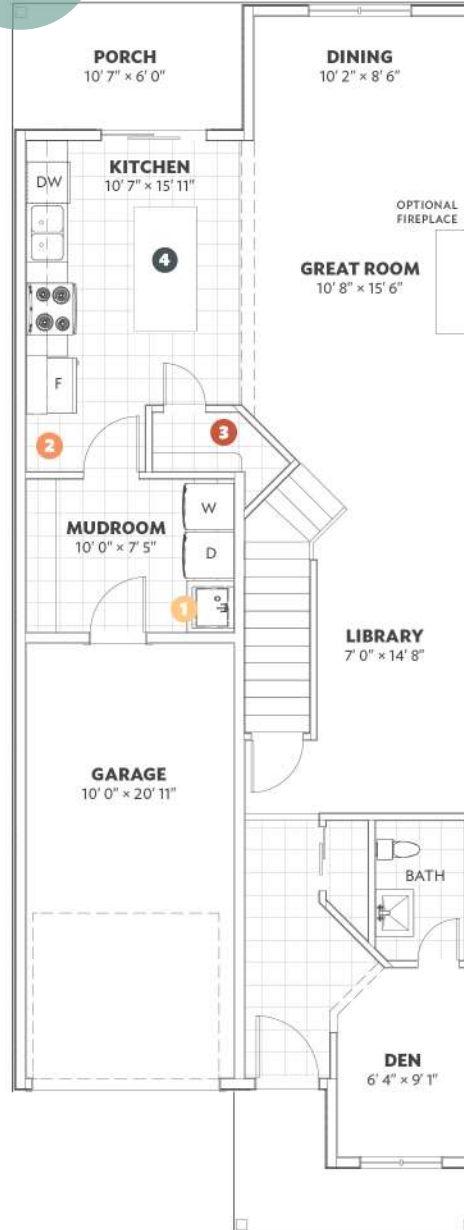 PORCH
10' 7" × 6' 0"
DINING
10' 2" × 8' 6"
KITCHEN
10' 7" × 15' 11"
DW
OPTIONAL
FIREPLACE
4
GREAT ROOM
10' 8" × 15' 6"
F
2
3
W
MUDROOM
10' 0" × 7' 5"
D
1
LIBRARY
7' 0" × 14' 8"
GARAGE
10' 0" × 20' 11"
BATH
DEN
6' 4" × 9' 1"